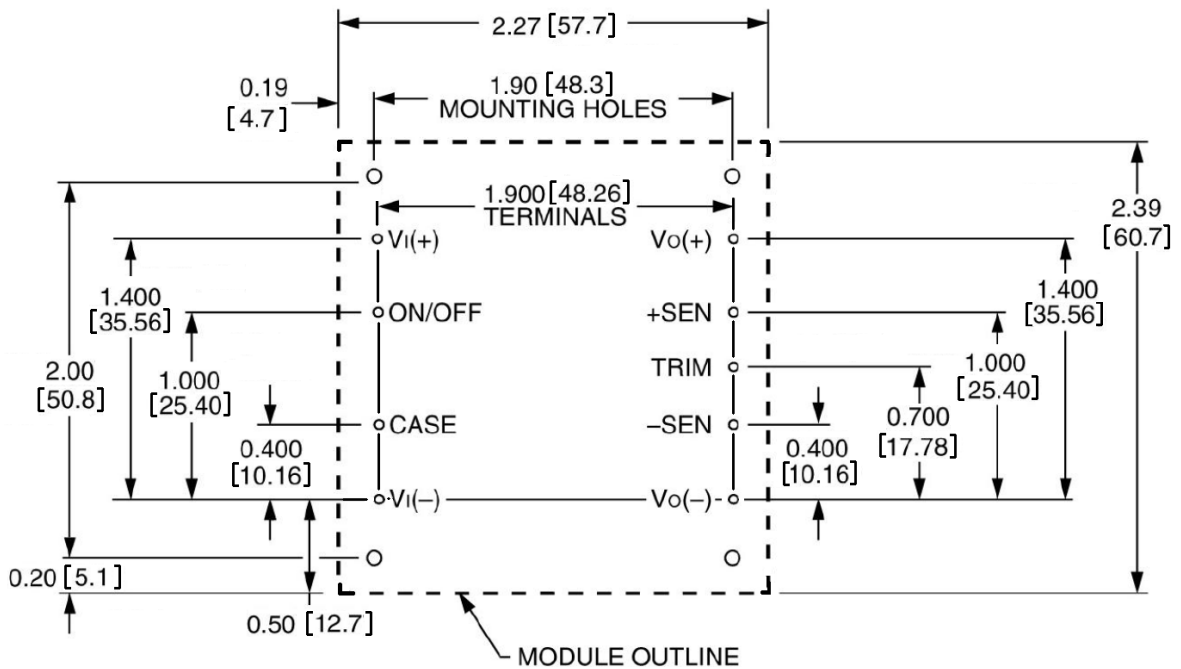 2.27 [57.7]
0.19
[4.7]
1.90 [48.3]
MOUNTING HOLES
1.900 [48.26]
TERMINALS
2.39
[60.7]
VI(+)
VO(+)
1.400
[35.56]
1.400
[35.56]
ON/OFF
+SEN
2.00
[50.8]
1.000
[25.40]
TRIM
1.000
[25.40]
CASE
–SEN
0.400
[10.16]
0.400
[10.16]
0.700
[17.78]
VI(–)
VO(–)
0.20 [5.1]
0.50 [12.7]
MODULE OUTLINE